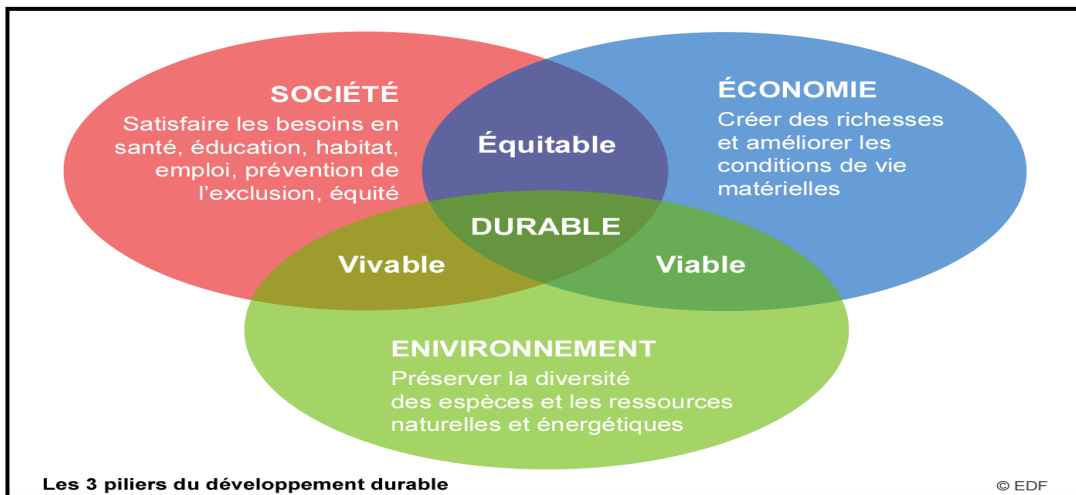 SOCIÉTÉ
Satisfaire les besoins en
santé, éducation, habitat,
emploi, prévention de
l'exclusion, équité
Équitable
ÉCONOMIE
Créer des richesses
et améliorer les
conditions de vie
matérielles
DURABLE
Vivable
Viable
ENIVIRONNEMENT
Préserver la diversité
des espèces et les ressources
naturelles et énergétiques
Les 3 piliers du développement durable
© EDF